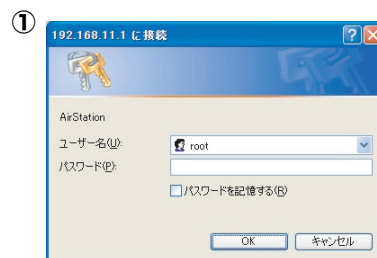 ①
192.168.11.1 に接続
AirStation
ユーザー名(U):
root
パスワード(P):
パスワードを記憶する(R)
OK
キャンセル